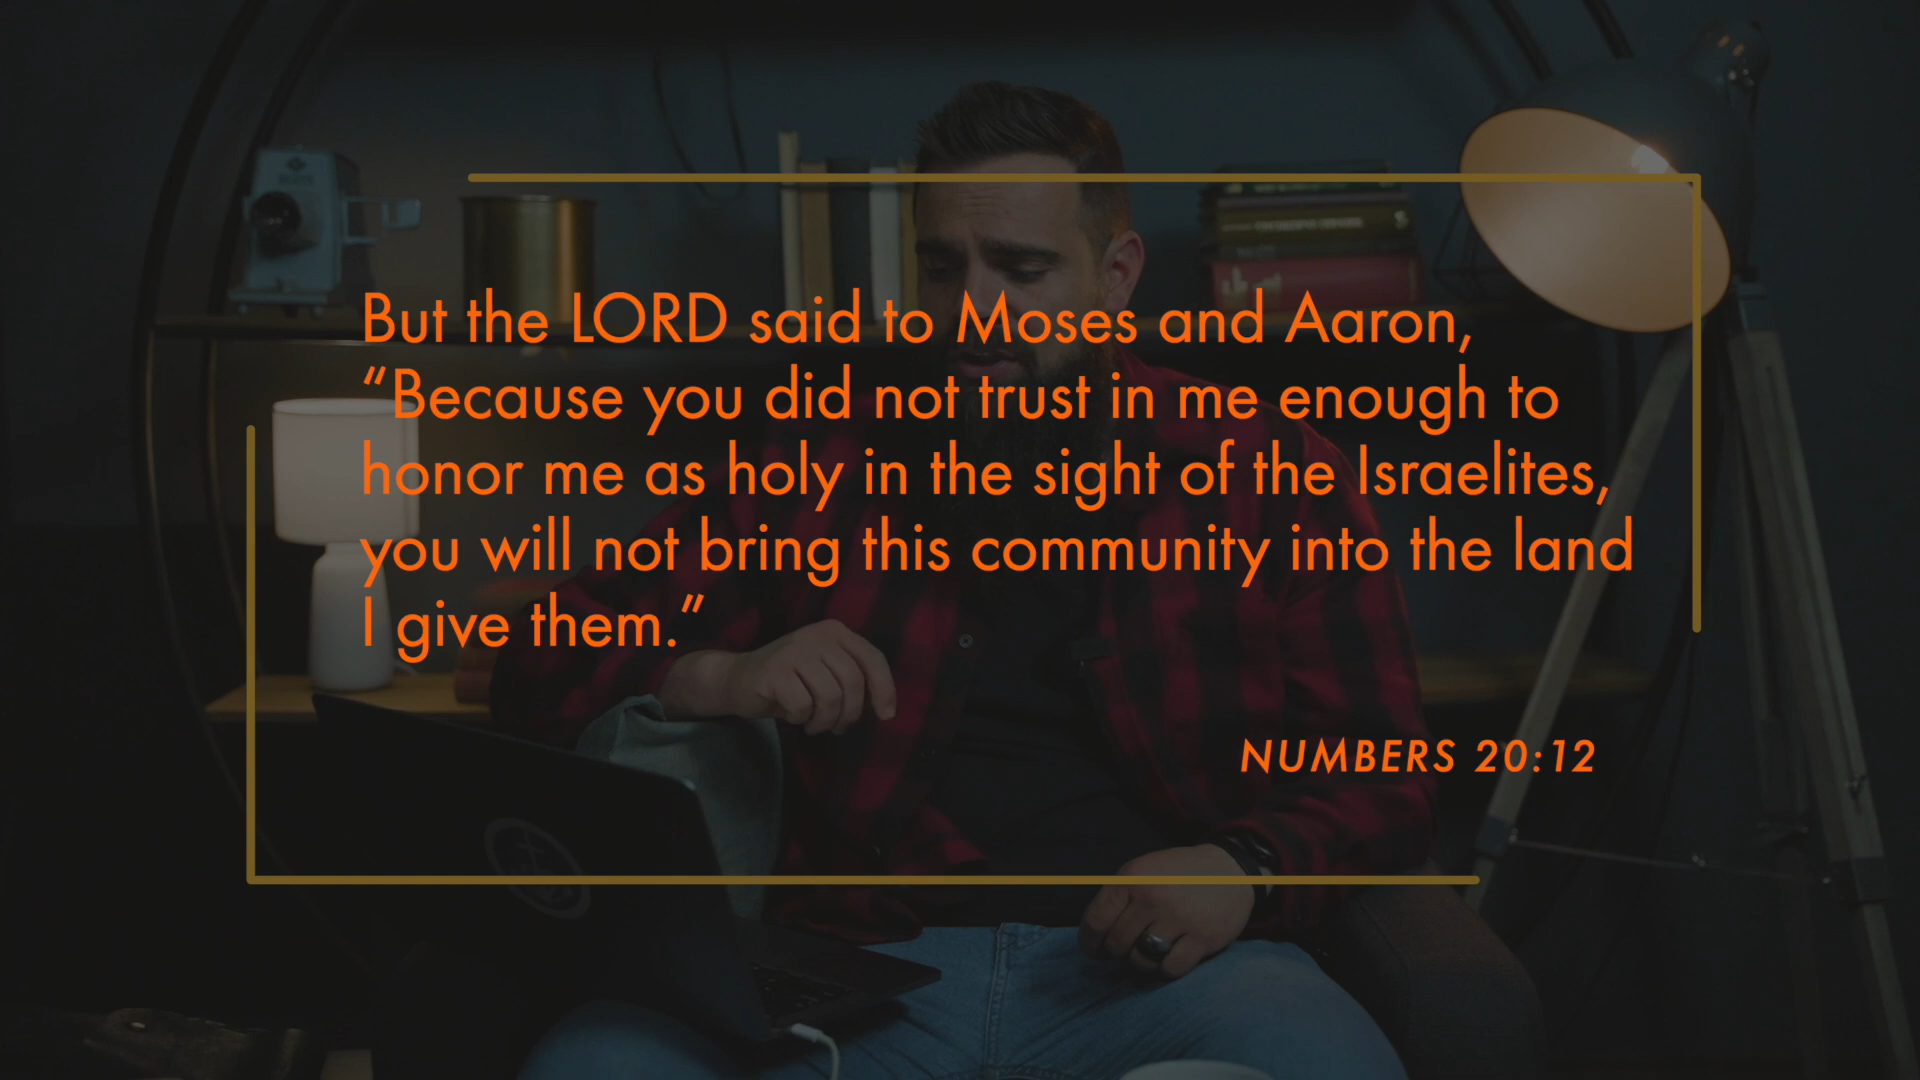 But the LORD said to Moses and Aaron,
“Because you did not trust in me enough to
honor me as holy in the sight of the Israelites,
you will not bring this community into the land
I give them.”
NUMBERS 20:12